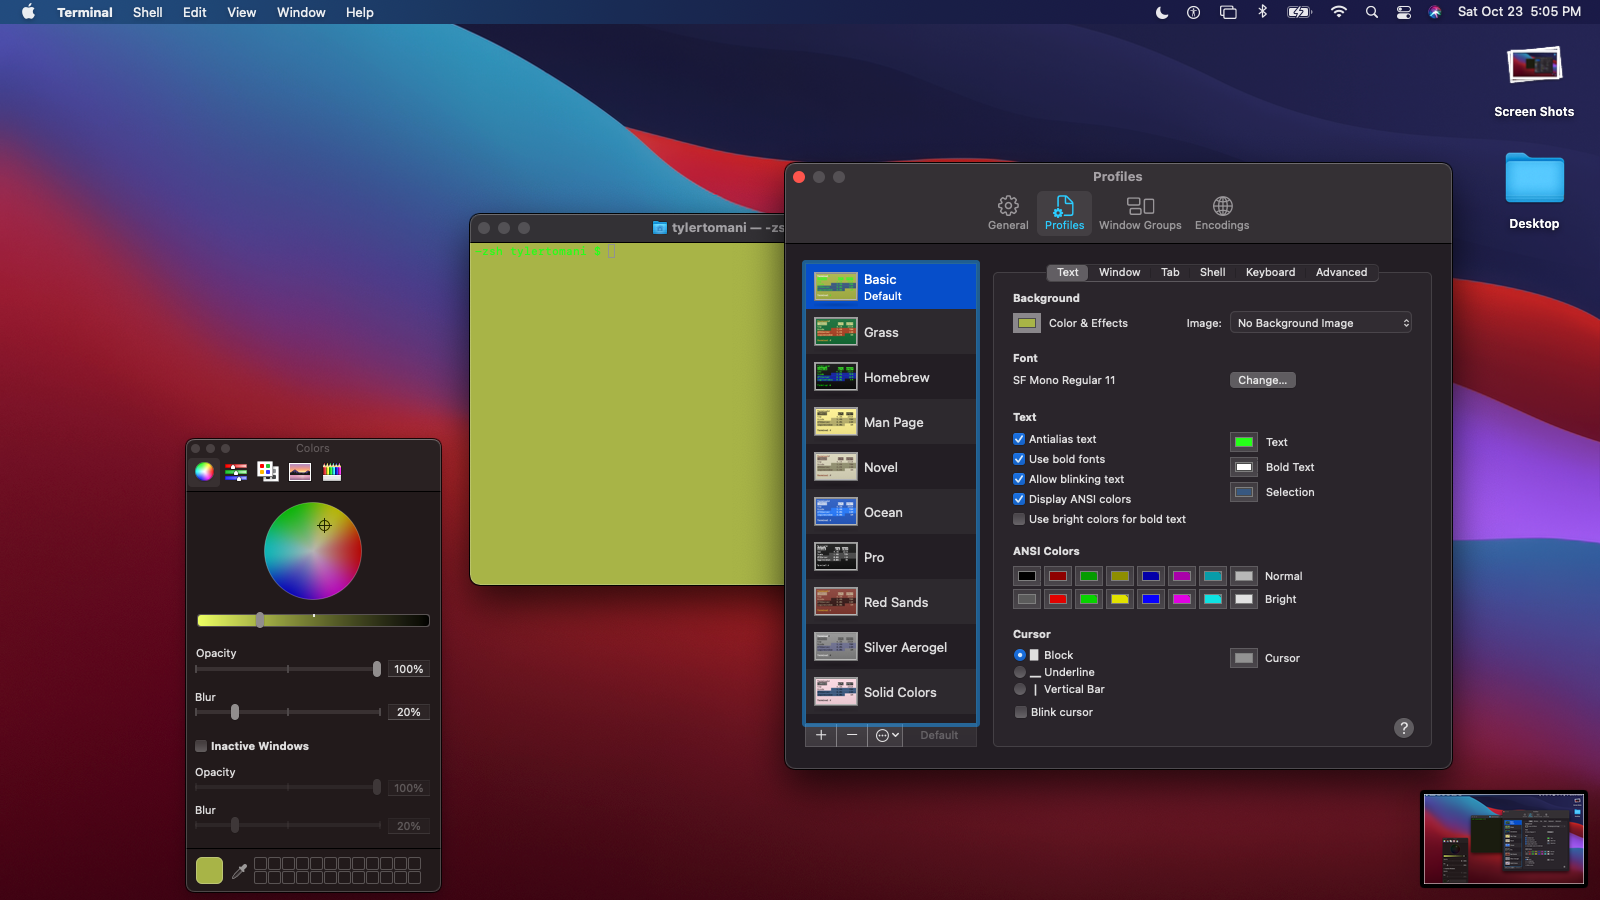 Terminal Shell Edit View Window Help Sat Oct 23 5:05 PM
Screen Shots
Desktop
tylertomani — -zs
Profiles
General Profiles Window Groups Encodings
Basic
Default
Grass
Homebrew
Man Page
Novel
Ocean
Pro
Red Sands
Silver Aerogel
Solid Colors
+ − Default
Text Window Tab Shell Keyboard Advanced
Background
Color & Effects Image: No Background Image
Font
SF Mono Regular 11 Change...
Text
Antialias text Text
Use bold fonts Bold Text
Allow blinking text Selection
Display ANSI colors
Use bright colors for bold text
ANSI Colors
Normal
Bright
Cursor
Block Cursor
Underline
Vertical Bar
Blink cursor
?
Colors
Opacity
100%
Blur
20%
Inactive Windows
Opacity
100%
Blur
20%